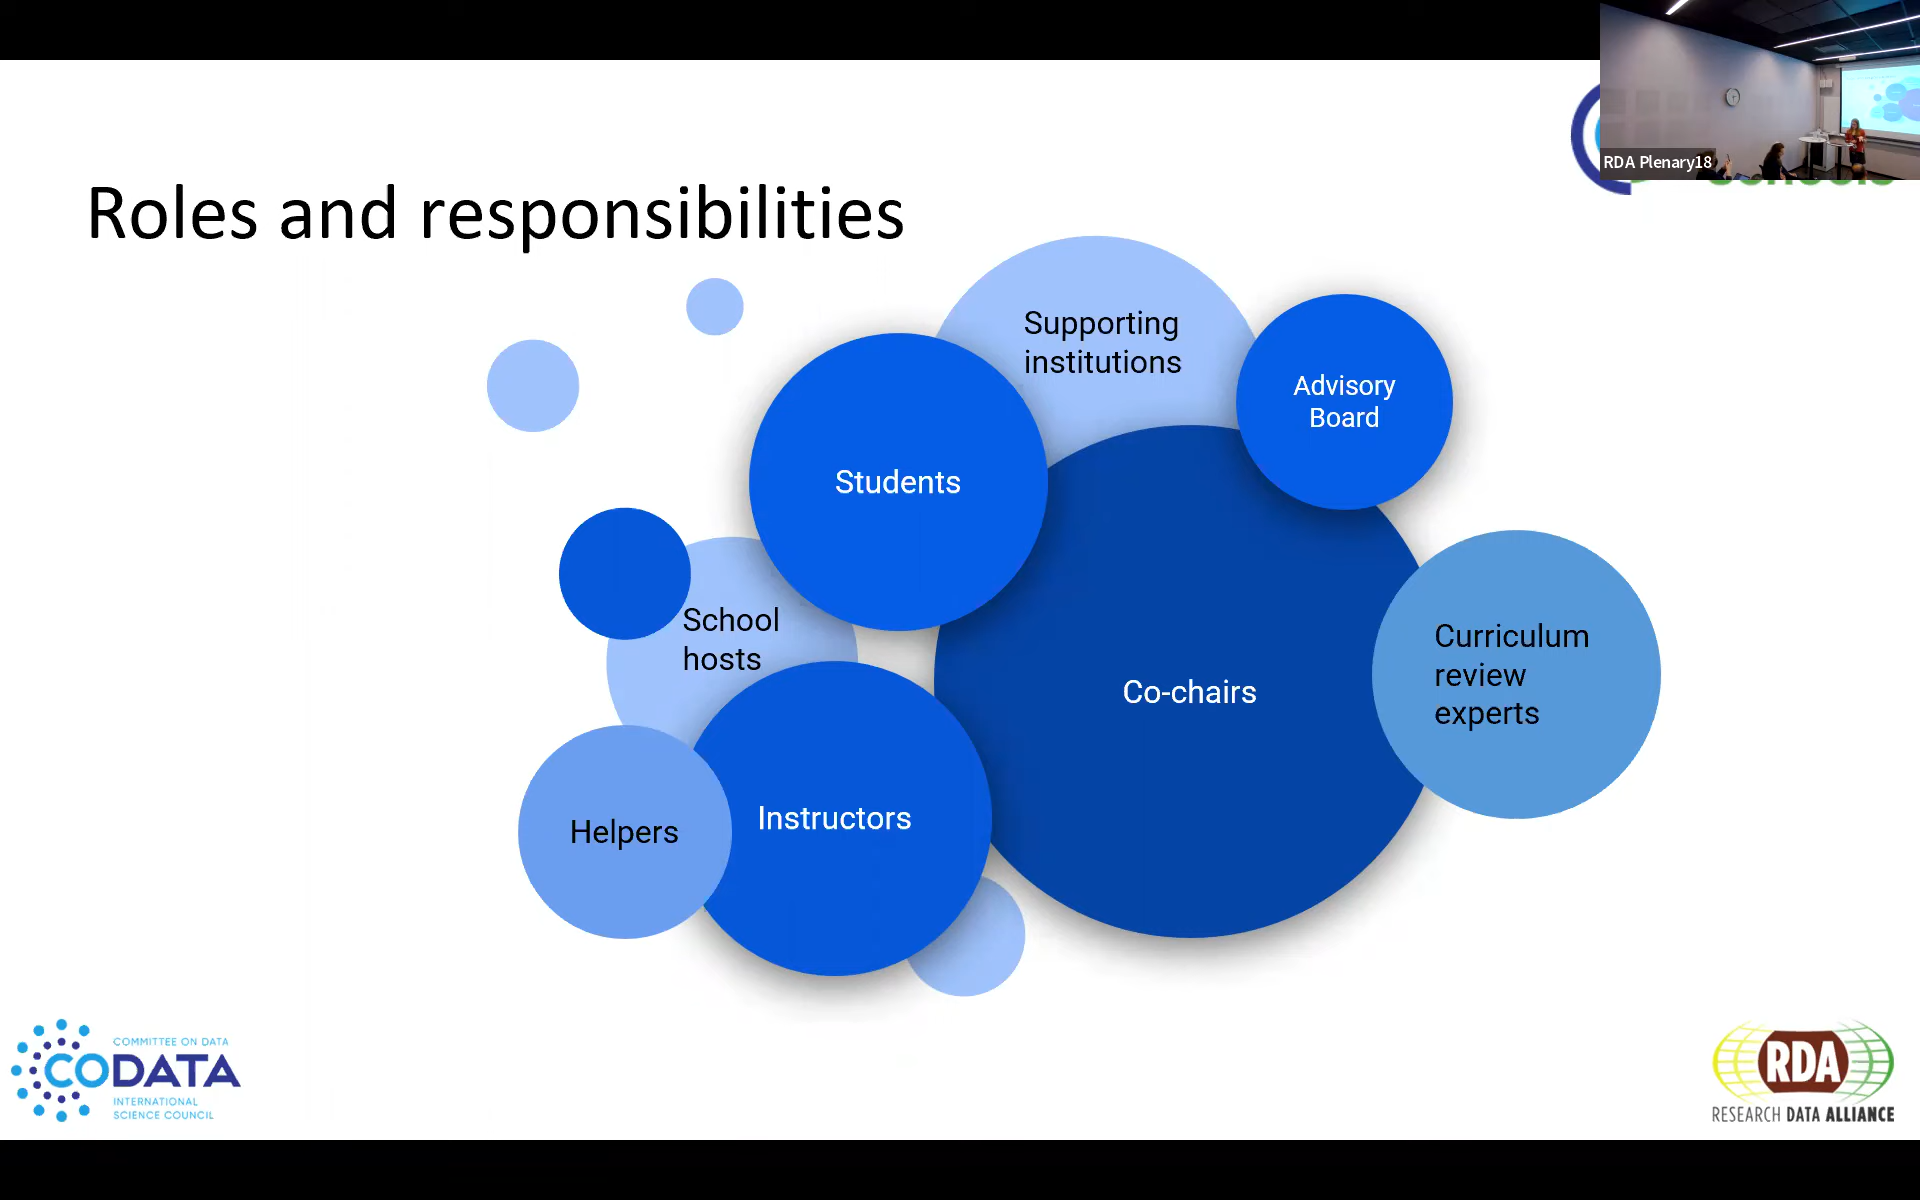 RDA Plenary18
Roles and responsibilities
Supporting
institutions
Advisory
Board
Students
School
hosts
Curriculum
review
experts
Co-chairs
Instructors
Helpers
COMMITTEE ON DATA
CODATA
INTERNATIONAL
SCIENCE COUNCIL
RDA
RESEARCH DATA ALLIANCE